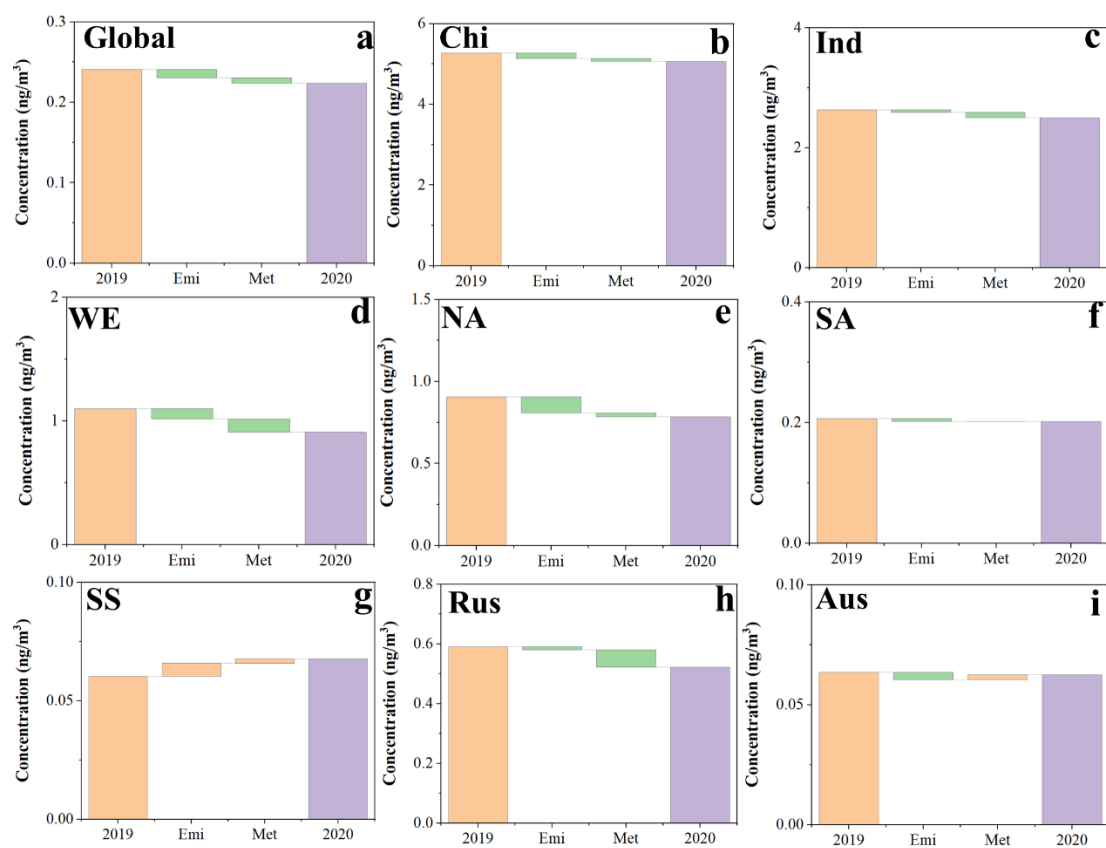 Global a
Concentration (ng/m³)
0.3
0.2
0.1
0.0
2019 Emi Met 2020
Chi b
Concentration (ng/m³)
6
4
2
0
2019 Emi Met 2020
Ind c
Concentration (ng/m³)
4
2
0
2019 Emi Met 2020
WE d
Concentration (ng/m³)
2
1
0
2019 Emi Met 2020
NA e
Concentration (ng/m³)
1.5
1.0
0.5
0.0
2019 Emi Met 2020
SA f
Concentration (ng/m³)
0.4
0.2
0.0
2019 Emi Met 2020
SS g
Concentration (ng/m³)
0.10
0.05
0.00
2019 Emi Met 2020
Rus h
Concentration (ng/m³)
0.8
0.6
0.4
0.2
0.0
2019 Emi Met 2020
Aus i
Concentration (ng/m³)
0.10
0.05
0.00
2019 Emi Met 2020